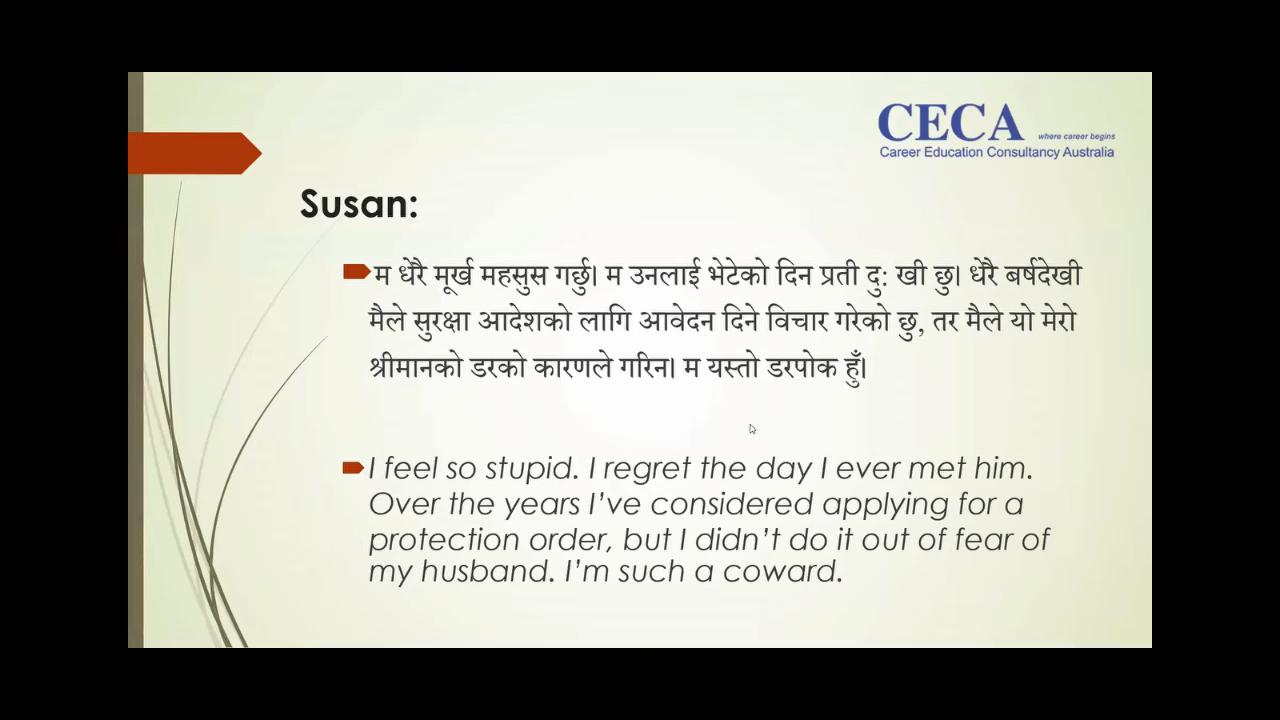 CECA where career begins
Career Education Consultancy Australia
Susan:
म धेरै मूर्ख महसुस गर्छु। म उनलाई भेटेको दिन प्रती दु: खी छु। धेरै बर्षदेखी
मैले सुरक्षा आदेशको लागि आवेदन दिने विचार गरेको छु, तर मैले यो मेरो
श्रीमानको डरको कारणले गरिन। म यस्तो डरपोक हुँ।
I feel so stupid. I regret the day I ever met him.
Over the years I've considered applying for a
protection order, but I didn't do it out of fear of
my husband. I'm such a coward.